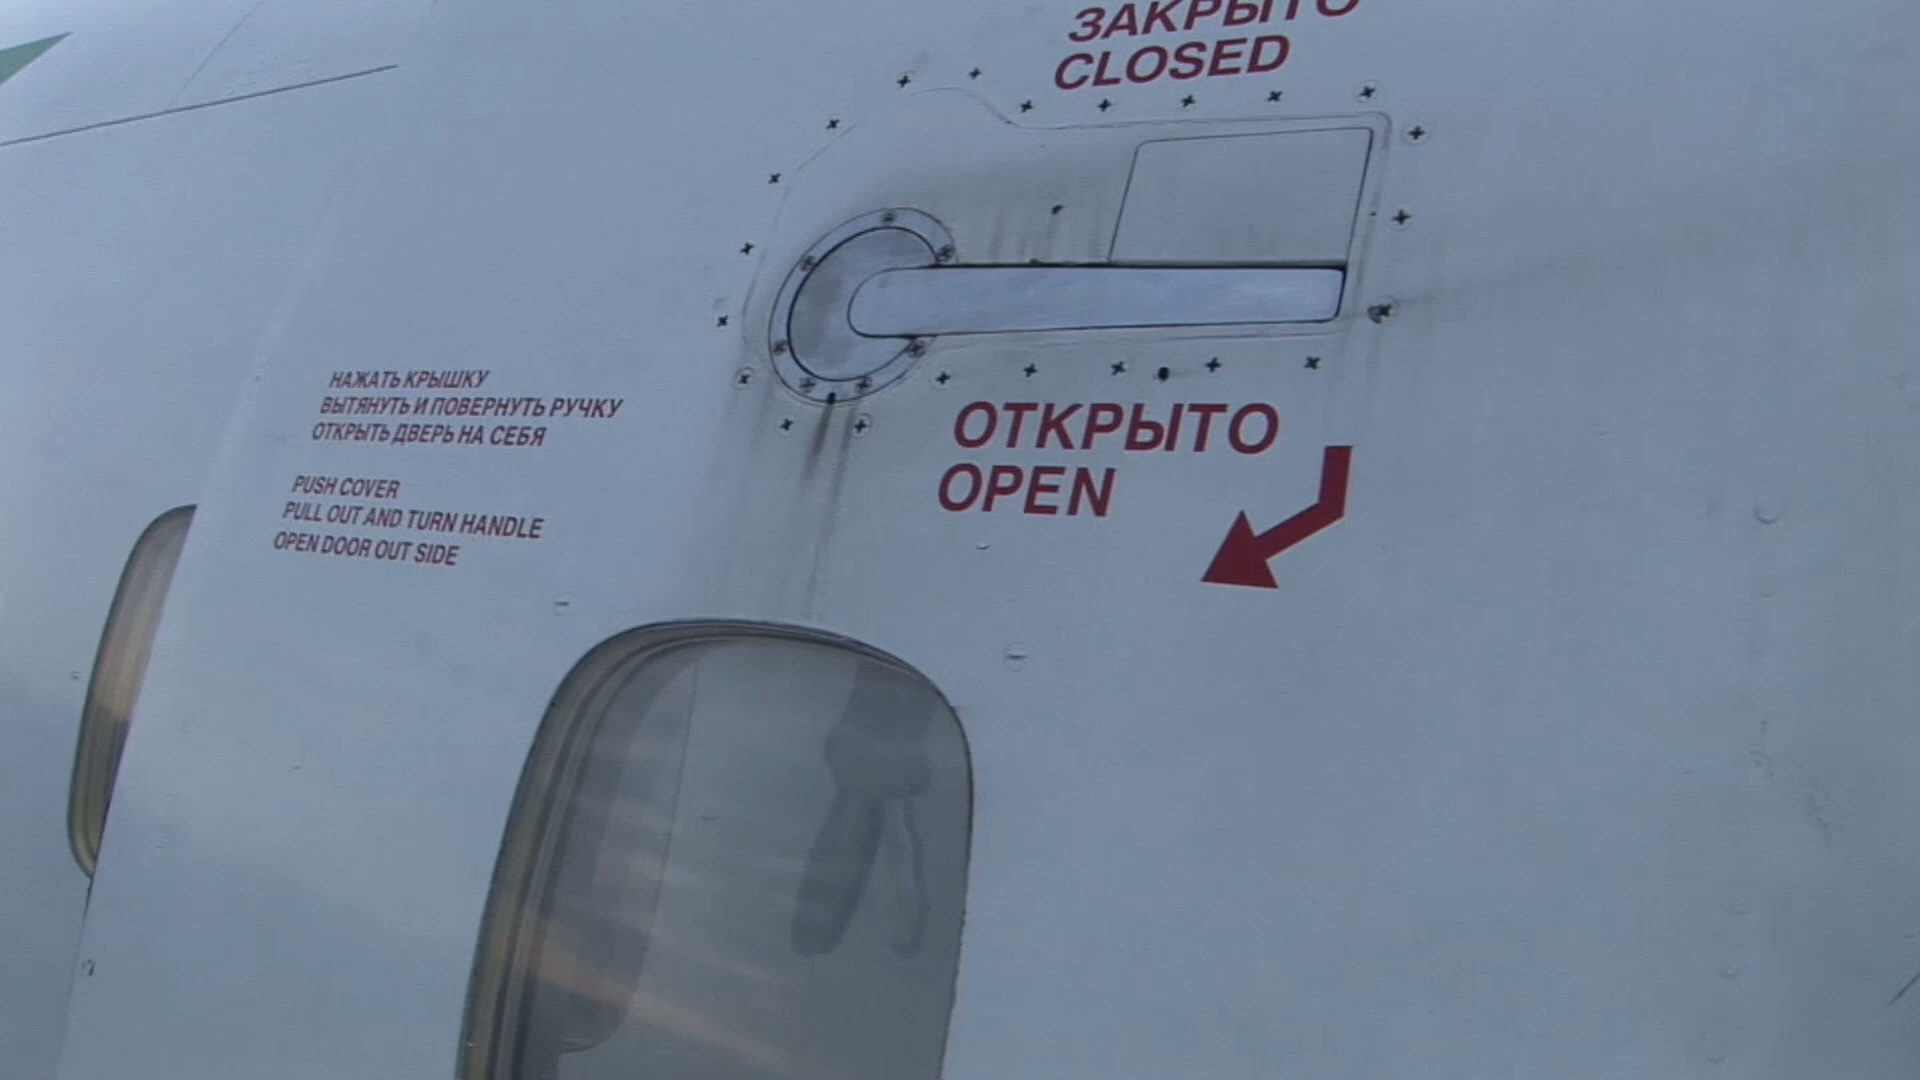 ЗАКРЫТО
CLOSED
НАЖАТЬ КРЫШКУ
ВЫТЯНУТЬ И ПОВЕРНУТЬ РУЧКУ
ОТКРЫТЬ ДВЕРЬ НА СЕБЯ
PUSH COVER
PULL OUT AND TURN HANDLE
OPEN DOOR OUT SIDE
ОТКРЫТО
OPEN